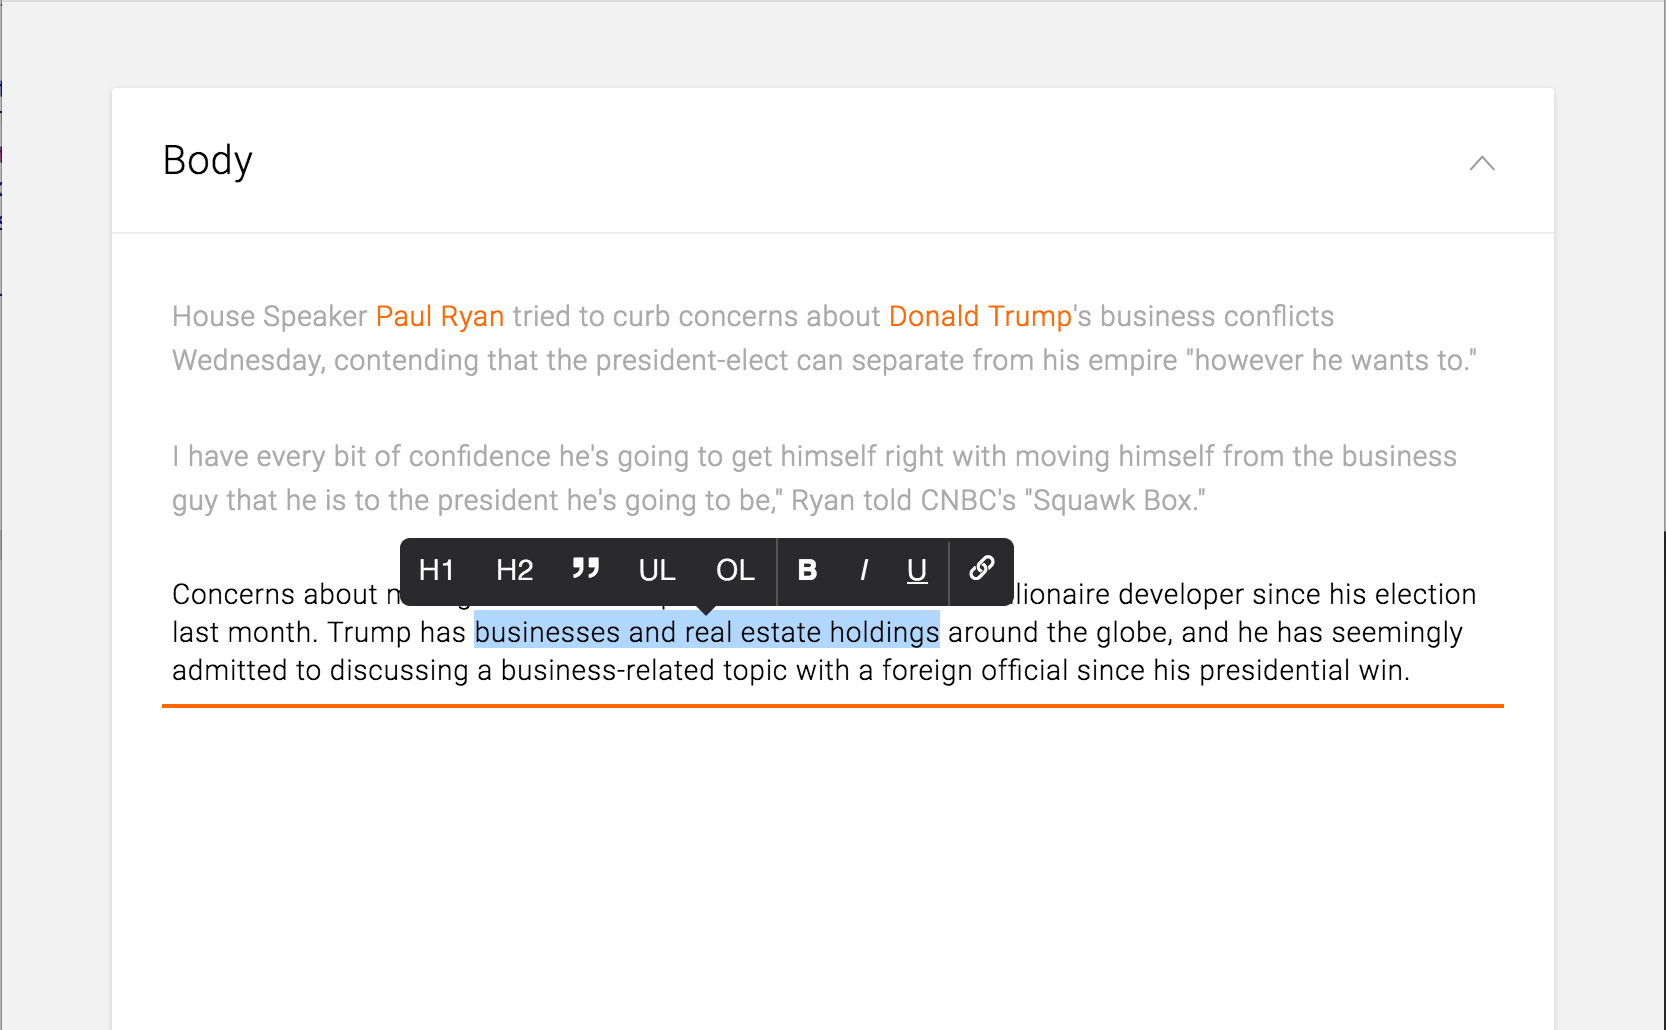 Body
House Speaker Paul Ryan tried to curb concerns about Donald Trump's business conflicts
Wednesday, contending that the president-elect can separate from his empire "however he wants to."
I have every bit of confidence he's going to get himself right with moving himself from the business
guy that he is to the president he's going to be," Ryan told CNBC's "Squawk Box."
H1 H2 ” UL OL B I U
Concerns about developer since his election
last month. Trump has businesses and real estate holdings around the globe, and he has seemingly
admitted to discussing a business-related topic with a foreign official since his presidential win.